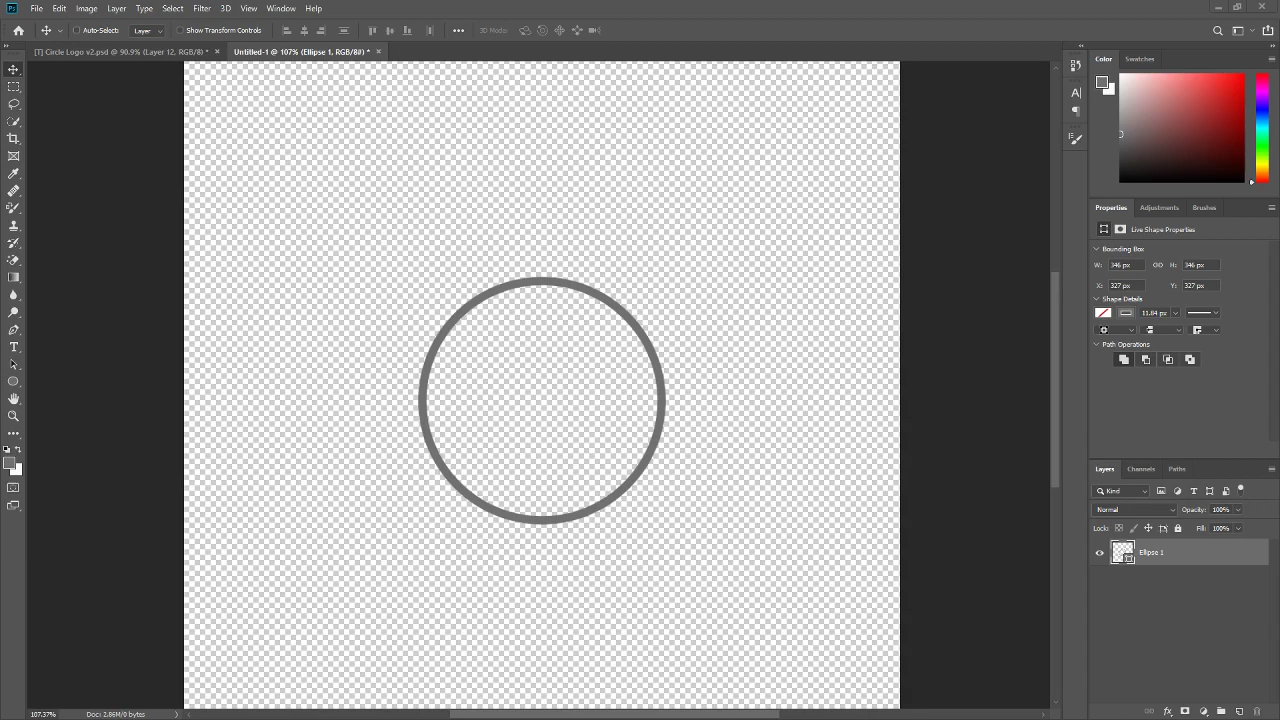 Ps File Edit Image Layer Type Select Filter 3D View Window Help
Auto-Select: Layer Show Transform Controls 3D Mode:
[T] Circle Logo v2.psd @ 90.9% (Layer 12, RGB/8) * × Untitled-1 @ 107% (Ellipse 1, RGB/8#) * ×
Color Swatches
Properties Adjustments Brushes
Live Shape Properties
Bounding Box
W: 346 px H: 346 px
X: 327 px Y: 327 px
Shape Details
11.84 px
Path Operations
Layers Channels Paths
Kind
Normal Opacity: 100%
Lock: Fill: 100%
Ellipse 1
107.37% Doc: 2.86M/0 bytes